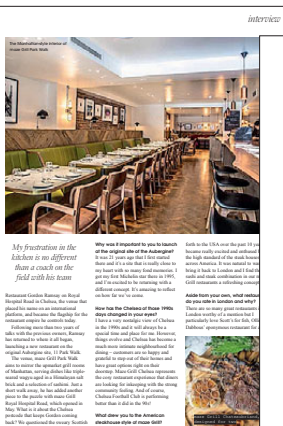 interview
The Manhattan-style interior of
maze Grill Park Walk
My frustration in the
kitchen is no different
than a coach on the
field with his team
Restaurant Gordon Ramsay on Royal
Hospital Road in Chelsea, the venue that
placed his name on an international
platform, and became the flagship for the
restaurant empire he controls today.
Following more than two years of
talks with the previous owners, Ramsay
has returned to where it all began,
launching a new restaurant on the
original Aubergine site, 11 Park Walk.
The venue, maze Grill Park Walk
aims to mirror the upmarket grill rooms
of Manhattan, serving dishes like triple-
seared wagyu aged in a Himalayan salt
brick and a selection of sashimi. Just a
short walk away, he has added another
piece to the puzzle with maze Grill
Royal Hospital Road, which opened in
May. What is it about the Chelsea
postcode that keeps Gordon coming
back? We questioned the sweary Scottish
Why was it important to you to launch
at the original site of the Aubergine?
It was 21 years ago that I first started
there and it's a site that is really close to
my heart with so many food memories. I
got my first Michelin star there in 1995,
and I'm excited to be returning with a
different concept. It's amazing to reflect
on how far we've come.
How has the Chelsea of those 1990s
days changed in your eyes?
I have a very nostalgic view of Chelsea
in the 1990s and it will always be a
special time and place for me. However,
things evolve and Chelsea has become a
much more intimate neighbourhood for
dining – customers are so happy and
grateful to step out of their homes and
have great options right on their
doorstep. Maze Grill Chelsea represents
the cosy restaurant experience that diners
are looking for in keeping with the strong
community feeling. And of course,
Chelsea Football Club is performing
better than it did in the 90s!
What drew you to the American
steakhouse style of maze Grill?
forth to the USA over the past 10 years
became really excited and enthused by
the high standard of the steak houses
across America. It was natural to want
bring it back to London and I find the
sushi and steak combination in our maze
Grill restaurants a refreshing concept.
Aside from your own, what restaurants
do you rate in London and why?
There are so many great restaurants in
London worthy of a mention but I
particularly love Scott's for fish, Ollie
Dabbous' eponymous restaurant for